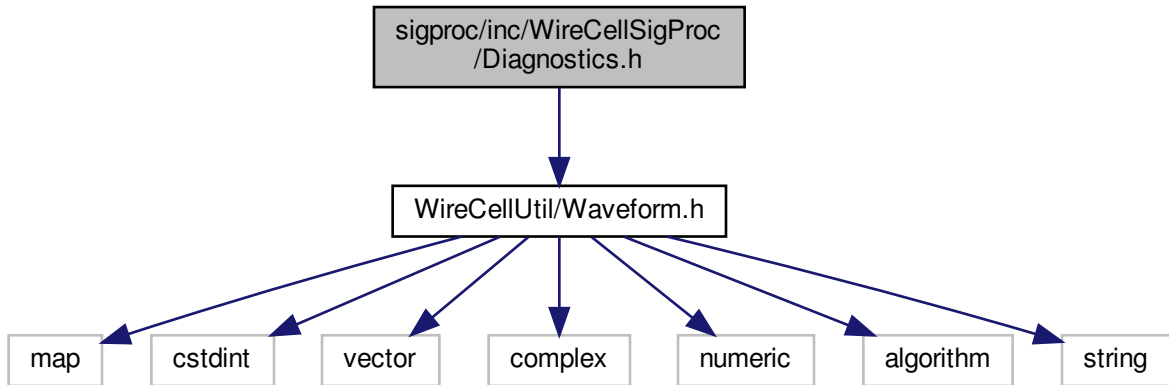 sigproc/inc/WireCellSigProc
/Diagnostics.h
WireCellUtil/Waveform.h
map
cstdint
vector
complex
numeric
algorithm
string